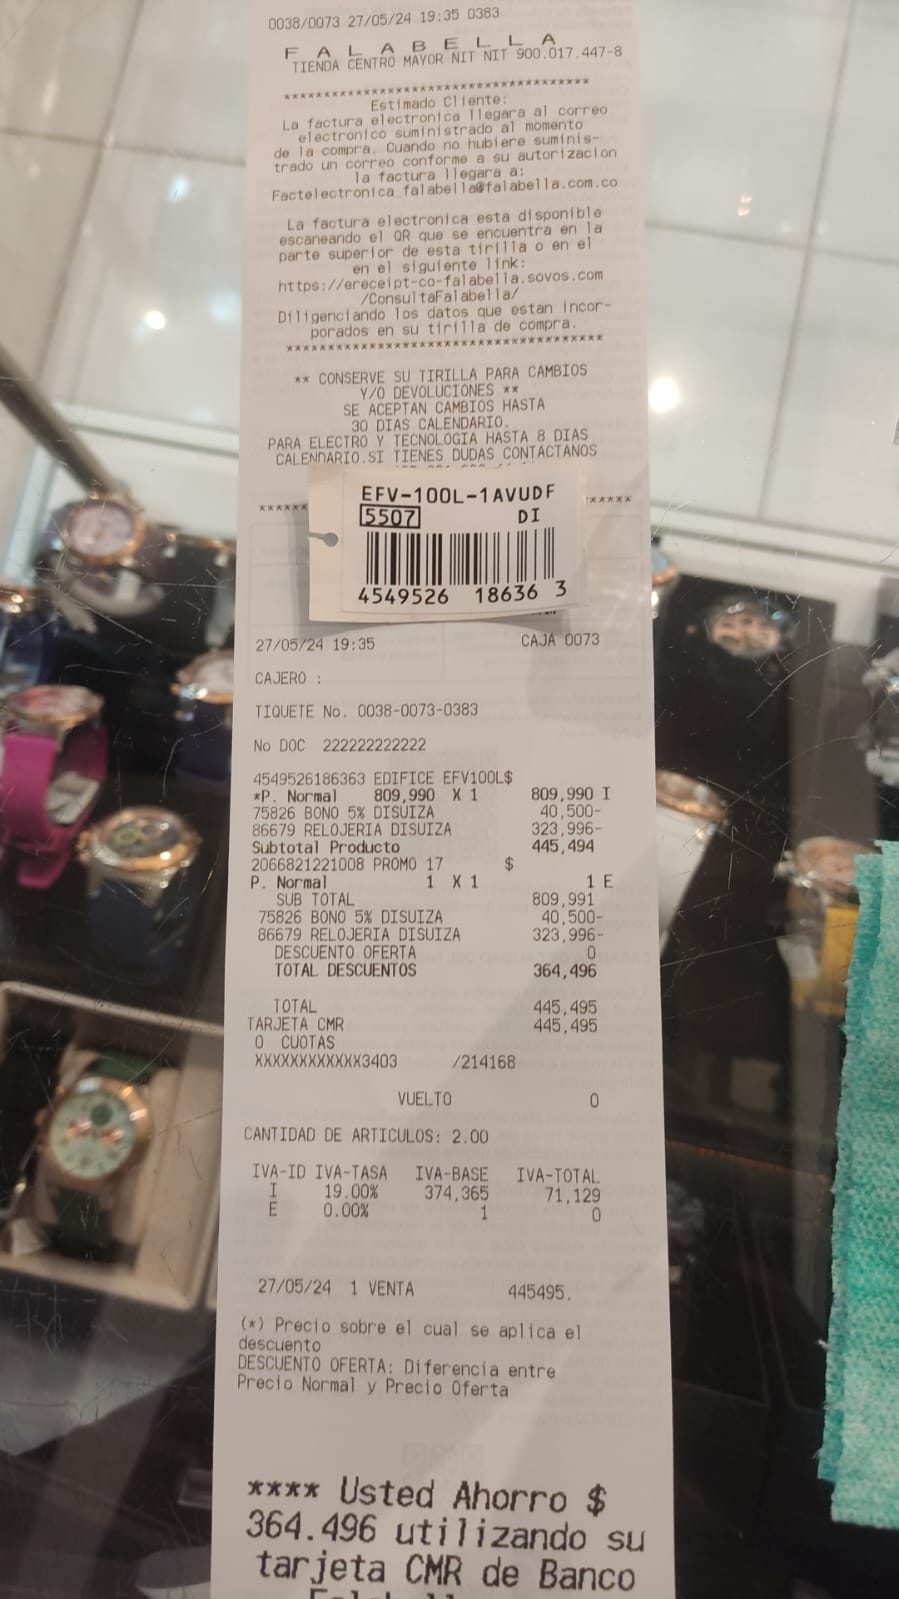 0038/0073 27/05/24 19:35 0383
F A L A B E L L A
TIENDA CENTRO MAYOR NIT NIT 900.017.447-8
***************************************
Estimado Cliente:
La factura electronica llegara al correo
electronico suministrado al momento
de la compra. Cuando no hubiere suminis-
trado un correo conforme a su autorizacion
la factura llegara a:
Factelectronica_falabella@falabella.com.co
La factura electronica esta disponible
escaneando el QR que se encuentra en la
parte superior de esta tirilla o en el
en el siguiente link:
https://ereceipt-co-falabella.sovos.com
/ConsultaFalabella/
Diligenciando los datos que estan incor-
porados en su tirilla de compra.
***************************************
** CONSERVE SU TIRILLA PARA CAMBIOS
Y/O DEVOLUCIONES **
SE ACEPTAN CAMBIOS HASTA
30 DIAS CALENDARIO.
PARA ELECTRO Y TECNOLOGIA HASTA 8 DIAS
CALENDARIO.SI TIENES DUDAS CONTACTANOS
EFV-100L-1AVUDF
5507 DI
4549526 18636 3
27/05/24 19:35 CAJA 0073
CAJERO :
TIQUETE No. 0038-0073-0383
No DOC 222222222222
4549526186363 EDIFICE EFV100L$
*P. Normal 809,990 X 1 809,990 I
75826 BONO 5% DISUIZA 40,500-
86679 RELOJERIA DISUIZA 323,996-
Subtotal Producto 445,494
2066821221008 PROMO 17 $
P. Normal 1 X 1 1 E
SUB TOTAL 809,991
75826 BONO 5% DISUIZA 40,500-
86679 RELOJERIA DISUIZA 323,996-
DESCUENTO OFERTA 0
TOTAL DESCUENTOS 364,496
TOTAL 445,495
TARJETA CMR 445,495
0 CUOTAS
XXXXXXXXXXXX3403 /214168
VUELTO 0
CANTIDAD DE ARTICULOS: 2.00
IVA-ID IVA-TASA IVA-BASE IVA-TOTAL
I 19.00% 374,365 71,129
E 0.00% 1 0
27/05/24 1 VENTA 445495.
(*) Precio sobre el cual se aplica el
descuento
DESCUENTO OFERTA: Diferencia entre
Precio Normal y Precio Oferta
**** Usted Ahorro $
364.496 utilizando su
tarjeta CMR de Banco